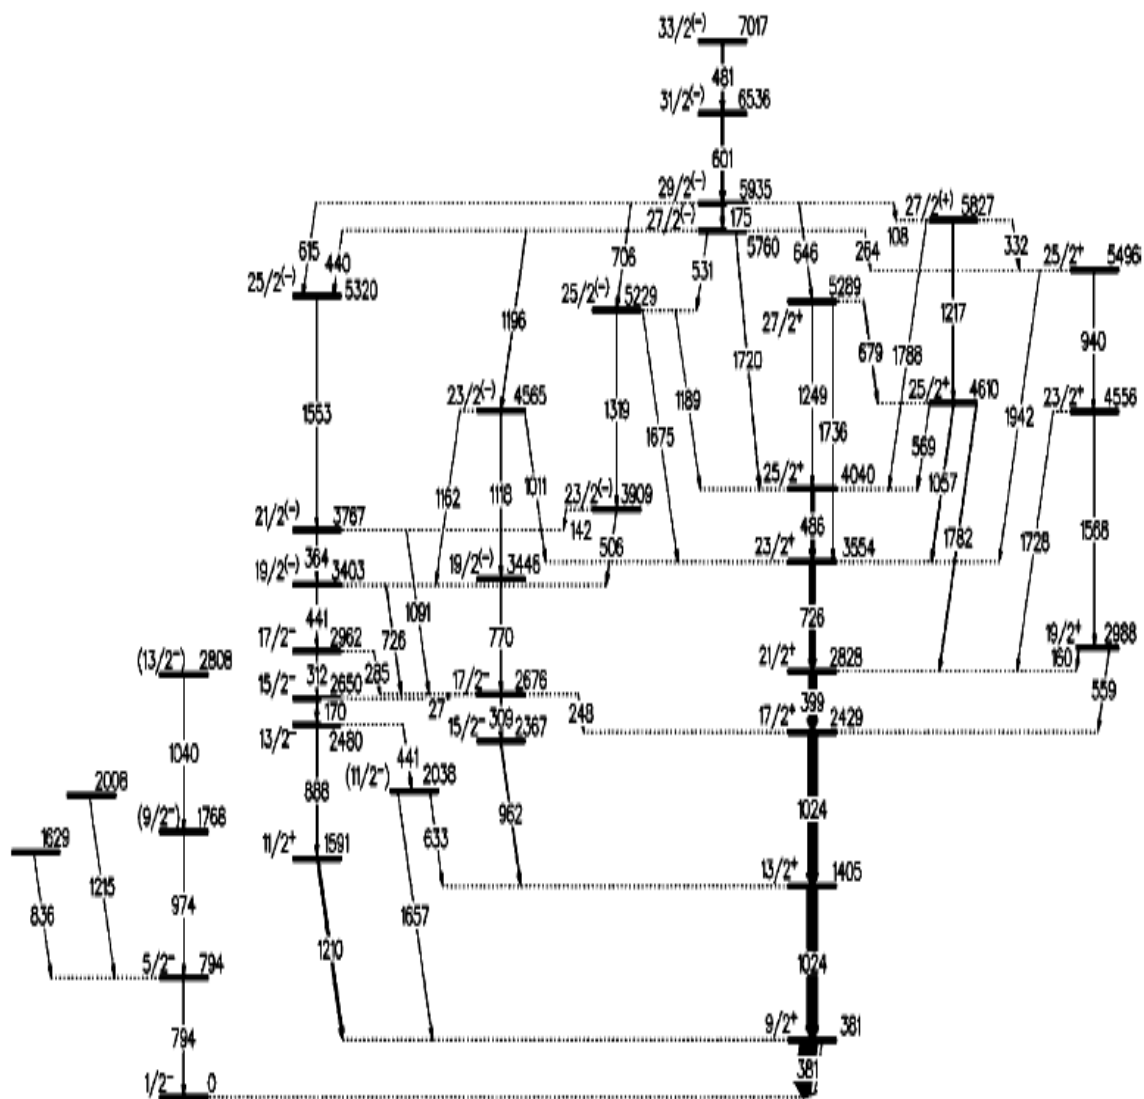 33/2(-) 7017
481
31/2(-) 6536
601
29/2(-) 5935
27/2(-) 175 27/2(+) 5827
5760 108 332
615 440 706 646 264 25/2+ 5496
531
25/2(-) 5320 25/2(-) 5229 5289
27/2+
1196 1217
679 940
1720 1788
1249 25/2+ 4610 23/2+ 4556
23/2(-) 4565 1319 1189
1553 1675 1736 569 1942
25/2+ 4040 1057
1162 1118 1011 23/2(-) 3909
21/2(-) 3767 142 486 1782 1728 1568
506 23/2+ 3554
364 19/2(-) 3446
19/2(-) 3403
441 1091 726
726 770
17/2- 2962 19/2+ 2988
(13/2-) 2808 285 21/2+ 2828 160
312 17/2- 2676
15/2- 2650 27 559
170 309 248 399
13/2- 2480 15/2- 2367 17/2+ 2429
1040 441
(11/2-) 2038
2008 888 962 1024
(9/2-) 1768
1629 11/2+ 1591 633 13/2+ 1405
836 1215 974 1657
1210 1024
5/2- 794
794 9/2+ 381
381
1/2- 0